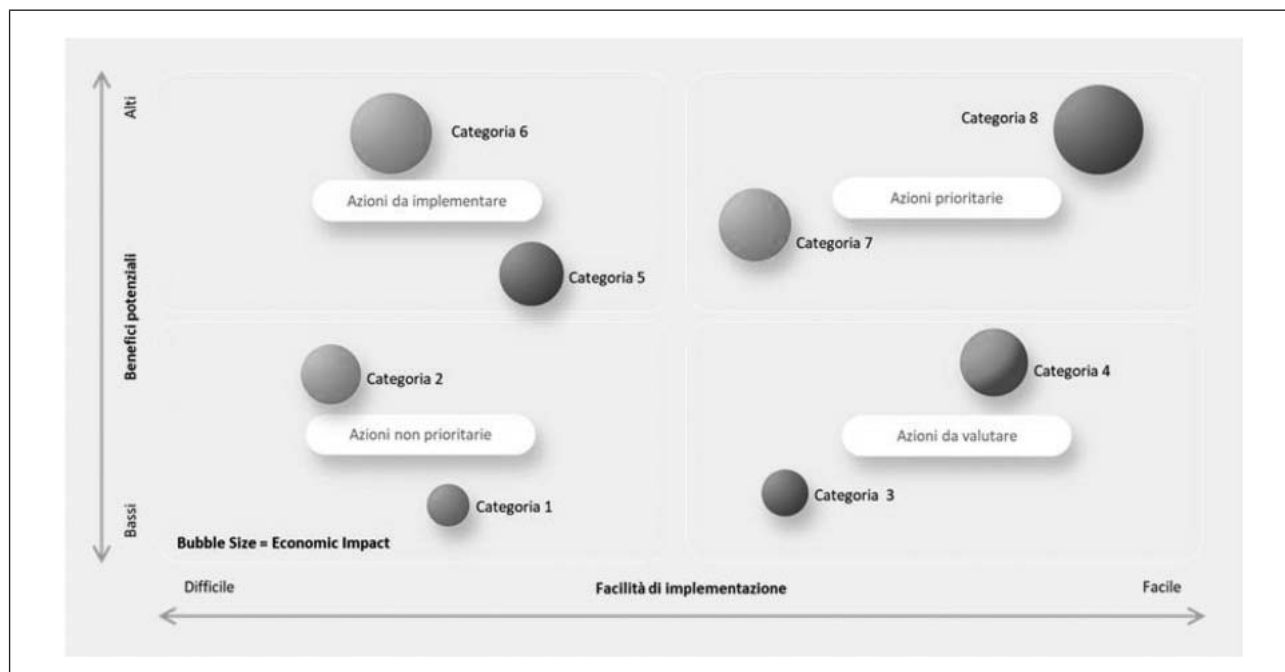 Alti
Categoria 6
Categoria 8
Azioni da implementare
Azioni prioritarie
Categoria 7
Categoria 5
Benefici potenziali
Categoria 2
Categoria 4
Azioni non prioritarie
Azioni da valutare
Categoria 1
Categoria 3
Bassi
Bubble Size = Economic Impact
Difficile
Facilità di implementazione
Facile